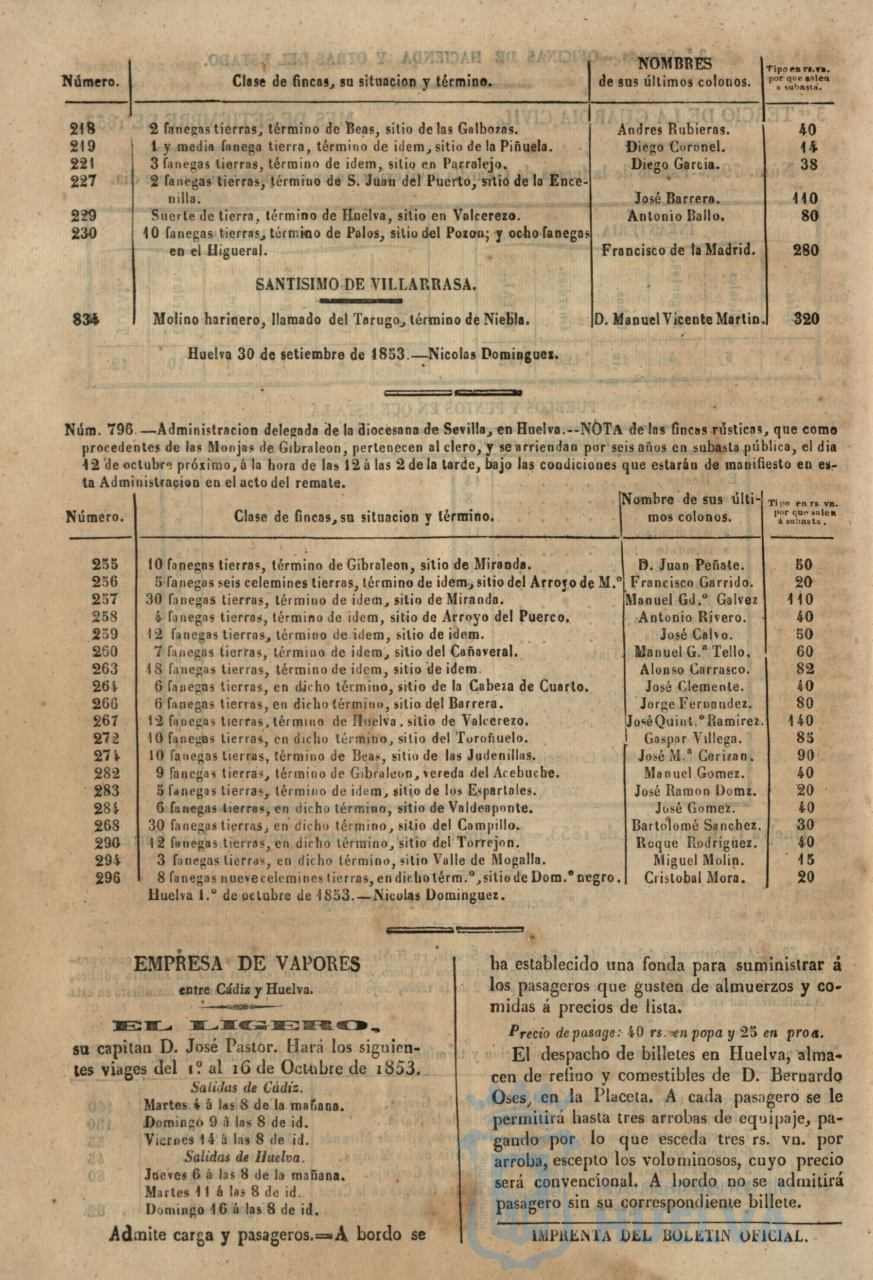 NOMBRES
Número. Clase de fincas, su situacion y término. de sus últimos colonos. Tipo en rs. vn. por que salen a subasta.
218 2 fanegas tierras, término de Beas, sitio de las Galbozas. Andres Rubieras. 40
219 1 y media fanega tierra, término de idem, sitio de la Piñuela. Diego Coronel. 14
221 3 fanegas tierras, término de idem, sitio en Parralejo. Diego Garcia. 38
227 2 fanegas tierras, término de S. Juan del Puerto, sitio de la Ence-
nilla. José Barrera. 110
229 Suerte de tierra, término de Huelva, sitio en Valcerezo. Antonio Ballo. 80
230 10 fanegas tierras, término de Palos, sitio del Pozon; y ocho fanegas
en el Higueral. Francisco de la Madrid. 280
SANTISIMO DE VILLARRASA.
834 Molino harinero, llamado del Tarugo, término de Niebla. D. Manuel Vicente Martin. 320
Huelva 30 de setiembre de 1853.—Nicolas Dominguez.
Núm. 796.—Administracion delegada de la diocesana de Sevilla, en Huelva.--NOTA de las fincas rústicas, que como
procedentes de las Monjas de Gibraleon, pertenecen al clero, y se arriendan por seis años en subasta pública, el dia
12 de octubre próximo, á la hora de las 12 á las 2 de la tarde, bajo las condiciones que estarán de manifiesto en es-
ta Administracion en el acto del remate.
Número. Clase de fincas, su situacion y término. Nombre de sus últi-
mos colonos. Tipo en rs vn. por que salen á subasta.
255 10 fanegas tierras, término de Gibraleon, sitio de Miranda. D. Juan Peñate. 50
256 5 fanegas seis celemines tierras, término de idem, sitio del Arroyo de M.º Francisco Garrido. 20
257 30 fanegas tierras, término de idem, sitio de Miranda. Manuel Gd.º Galvez 110
258 4 fanegas tierras, término de idem, sitio de Arroyo del Puerco. Antonio Rivero. 40
259 12 fanegas tierras, término de idem, sitio de idem. José Calvo. 50
260 7 fanegas tierras, término de idem, sitio del Cañaveral. Manuel G.ª Tello. 60
263 18 fanegas tierras, término de idem, sitio de idem. Alonso Carrasco. 82
264 6 fanegas tierras, en dicho término, sitio de la Cabeza de Cuarto. José Clemente. 40
266 6 fanegas tierras, en dicho término, sitio del Barrera. Jorge Fernandez. 80
267 12 fanegas tierras, término de Huelva, sitio de Valcerezo. José Quint.º Ramirez. 140
272 10 fanegas tierras, en dicho término, sitio del Toroñuelo. Gaspar Villega. 85
274 10 fanegas tierras, término de Beas, sitio de las Judenillas. José M.ª Cerizan. 90
282 9 fanegas tierras, término de Gibraleon, vereda del Acebuche. Manuel Gomez. 40
283 5 fanegas tierras, término de idem, sitio de los Espartales. José Ramon Domz. 20
284 6 fanegas tierras, en dicho término, sitio de Valdeaponte. José Gomez. 40
268 30 fanegas tierras, en dicho término, sitio del Campillo. Bartolomé Sanchez. 30
290 12 fanegas tierras, en dicho término, sitio del Torrejon. Roque Rodriguez. 40
294 3 fanegas tierras, en dicho término, sitio Valle de Mogalla. Miguel Molin. 15
296 8 fanegas nueve celemines tierras, en dicho térm.º, sitio de Dom.º negro. Cristobal Mora. 20
Huelva 1.º de octubre de 1853.—Nicolas Dominguez.
EMPRESA DE VAPORES
entre Cádiz y Huelva.
EL LIGERO,
su capitan D. José Pastor. Hará los siguien-
tes viages del 1.º al 16 de Octubre de 1853.
Salidas de Cádiz.
Martes 4 á las 8 de la mañana.
Domingo 9 á las 8 de id.
Viernes 14 á las 8 de id.
Salidas de Huelva.
Jueves 6 á las 8 de la mañana.
Martes 11 á las 8 de id.
Domingo 16 á las 8 de id.
Admite carga y pasageros.=A bordo se
ha establecido una fonda para suministrar á
los pasageros que gusten de almuerzos y co-
midas á precios de lista.
Precio de pasage: 40 rs. en popa y 25 en proa.
El despacho de billetes en Huelva, alma-
cen de refino y comestibles de D. Bernardo
Oses, en la Placeta. A cada pasagero se le
permitirá hasta tres arrobas de equipaje, pa-
gando por lo que esceda tres rs. vn. por
arroba, escepto los voluminosos, cuyo precio
será convencional. A bordo no se admitirá
pasagero sin su correspondiente billete.
IMPRENTA DEL BOLETIN OFICIAL.